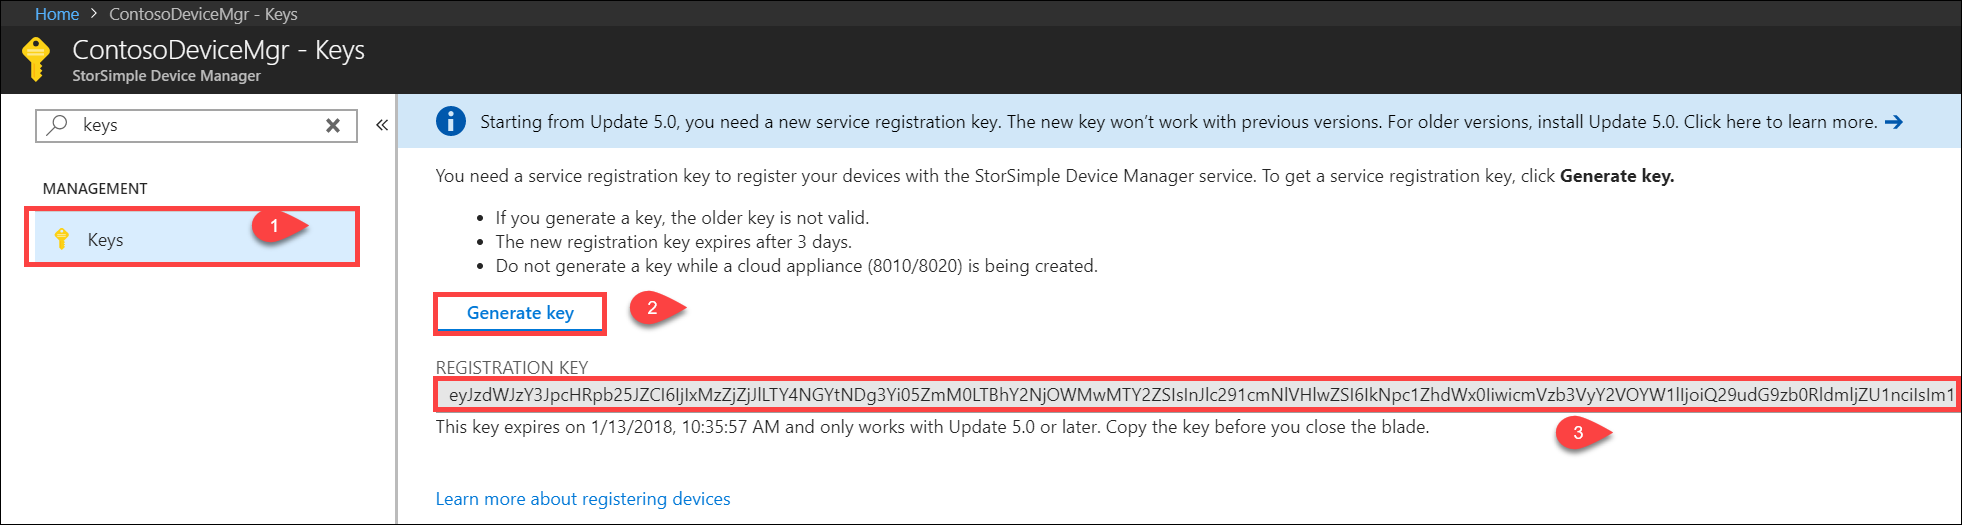 Home > ContosoDeviceMgr - Keys
ContosoDeviceMgr - Keys
StorSimple Device Manager
keys
MANAGEMENT
Keys
1
Starting from Update 5.0, you need a new service registration key. The new key won't work with previous versions. For older versions, install Update 5.0. Click here to learn more.
You need a service registration key to register your devices with the StorSimple Device Manager service. To get a service registration key, click Generate key.
• If you generate a key, the older key is not valid.
• The new registration key expires after 3 days.
• Do not generate a key while a cloud appliance (8010/8020) is being created.
Generate key
2
REGISTRATION KEY
eyJzdWJzY3JpcHRpb25JZCI6IjIxMzZjZjJlLTY4NGYtNDg3Yi05ZmM0LTBhY2NjOWMwMTY2ZSIsInJlc291cmNlVHlwZSI6IkNpc1ZhdWx0IiwicmVzb3VyY2VOYW1lIjoiQ29udG9zb0RldmljZU1nciIsIm1
This key expires on 1/13/2018, 10:35:57 AM and only works with Update 5.0 or later. Copy the key before you close the blade.
3
Learn more about registering devices